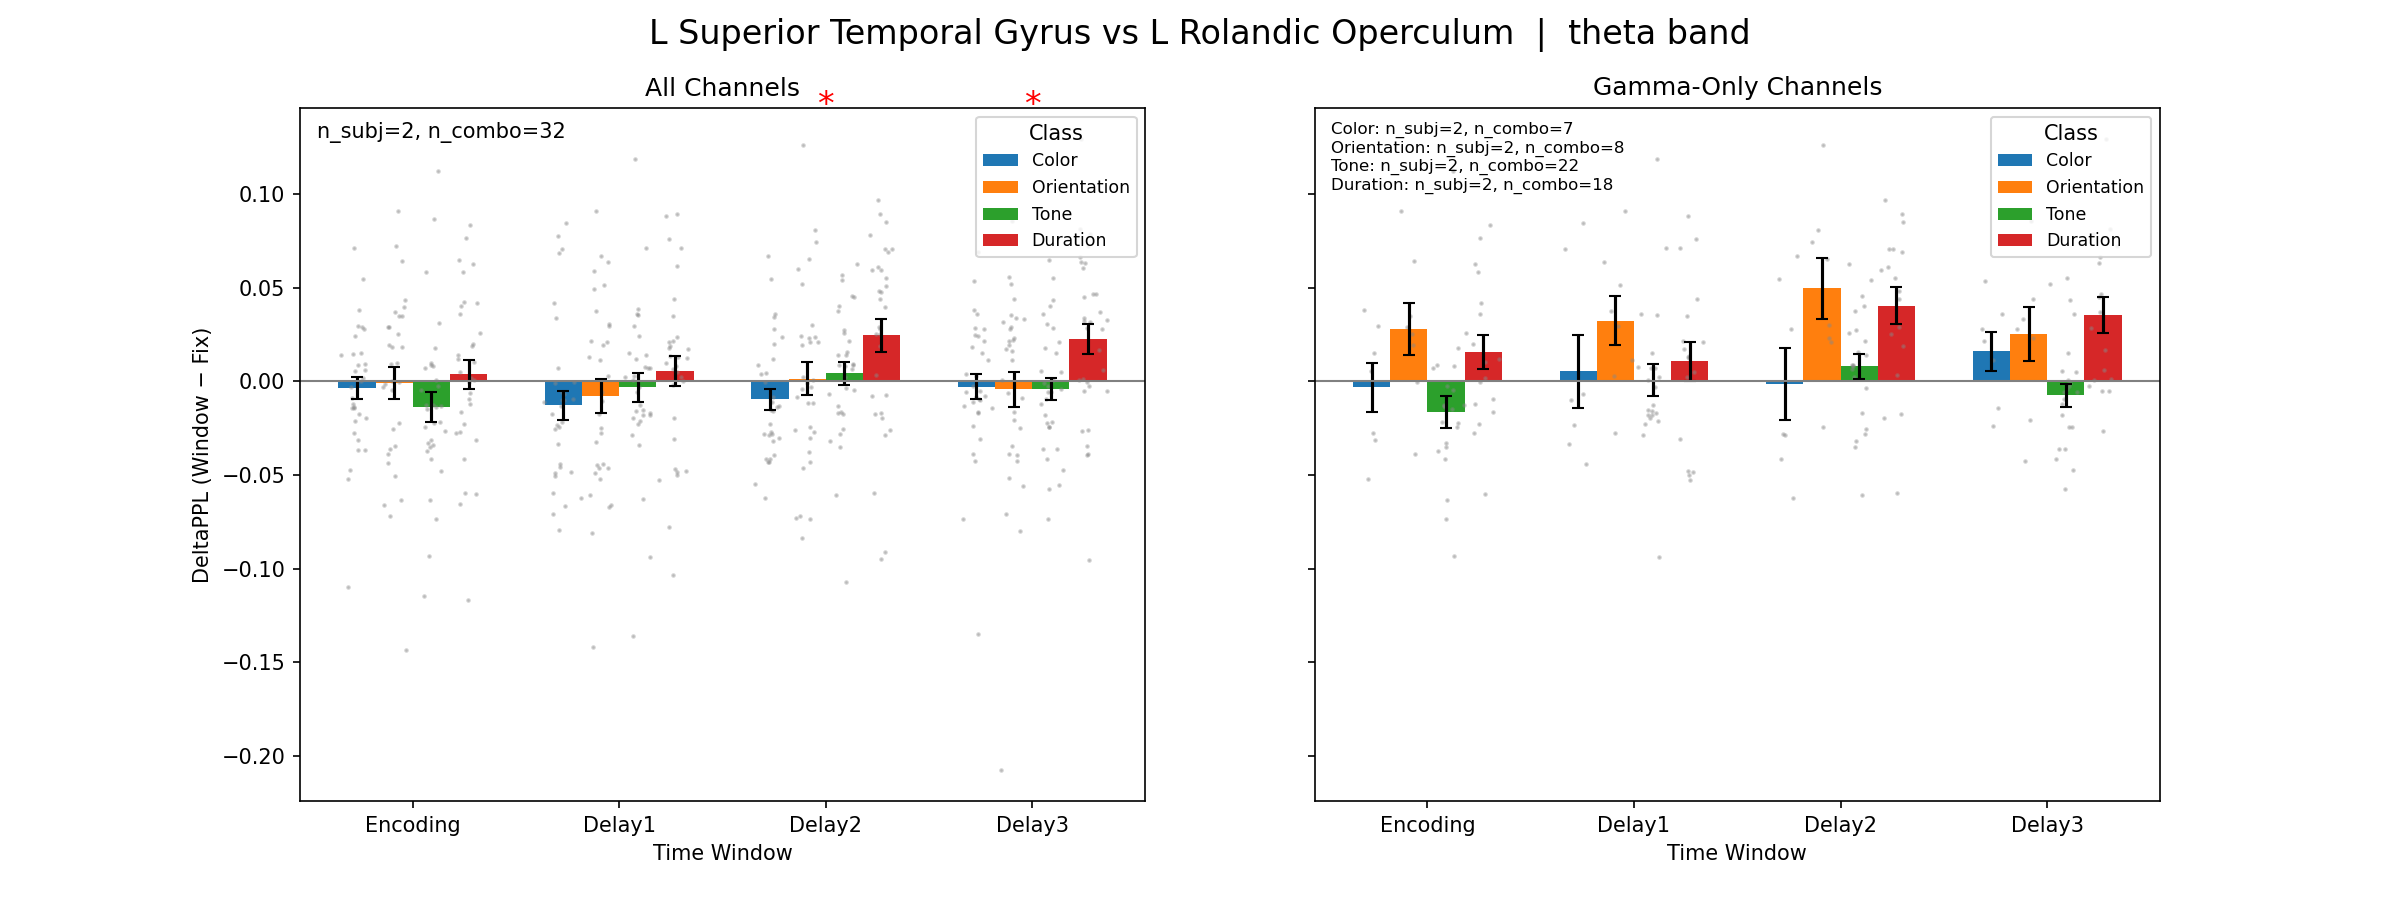 L Superior Temporal Gyrus vs L Rolandic Operculum | theta band
All Channels
* *
n_subj=2, n_combo=32
Class
Color
Orientation
Tone
Duration
DeltaPPL (Window − Fix)
0.10
0.05
0.00
−0.05
−0.10
−0.15
−0.20
Encoding Delay1 Delay2 Delay3
Time Window
Gamma-Only Channels
Color: n_subj=2, n_combo=7
Orientation: n_subj=2, n_combo=8
Tone: n_subj=2, n_combo=22
Duration: n_subj=2, n_combo=18
Class
Color
Orientation
Tone
Duration
Encoding Delay1 Delay2 Delay3
Time Window